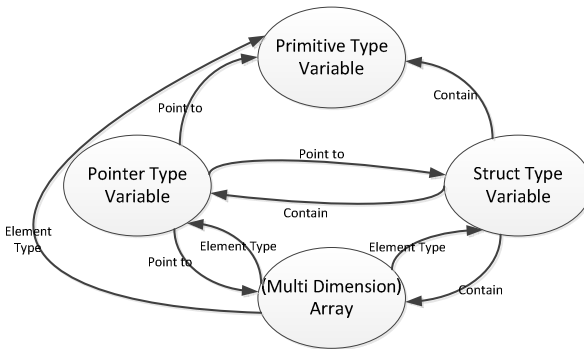 Primitive Type
Variable
Point to
Contain
Pointer Type
Variable
Point to
Struct Type
Variable
Contain
Element
Type
Element Type
Element Type
Point to
(Multi Dimension)
Array
Contain